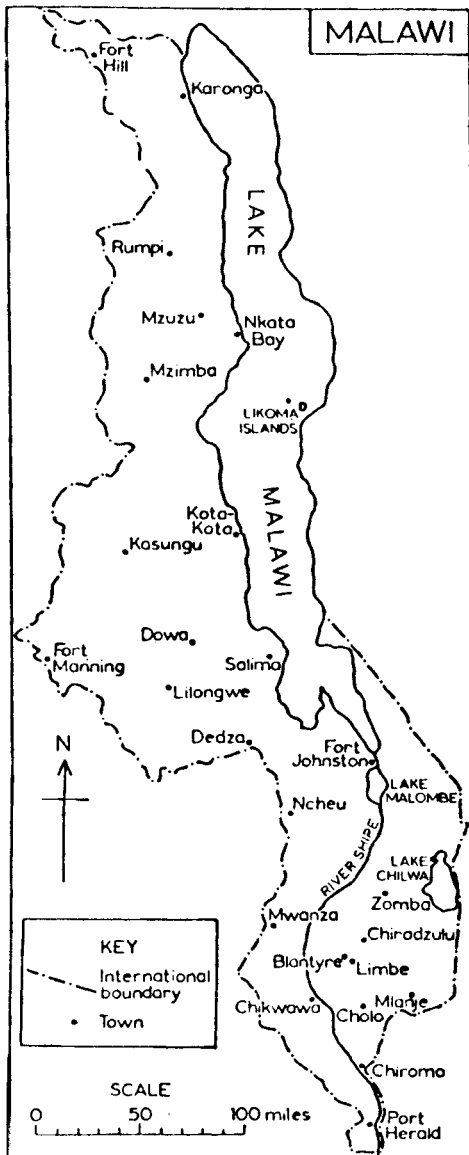 MALAWI
Fort
Hill
Karonga
LAKE
Rumpi
Mzuzu
Nkata
Bay
Mzimba
LIKOMA
ISLANDS
MALAWI
Kota-
Kota
Kasungu
Dowa
Fort
Manning
Salima
Lilongwe
Dedza
N
Fort
Johnston
LAKE
MALOMBE
Ncheu
RIVER SHIPE
LAKE
CHILWA
Zomba
Mwanza
Chiradzulu
KEY
International
boundary
Town
Blantyre
Limbe
Chikwawa
Cholo
Mlanje
Chiromo
SCALE
0 50 100 miles
Port
Herald